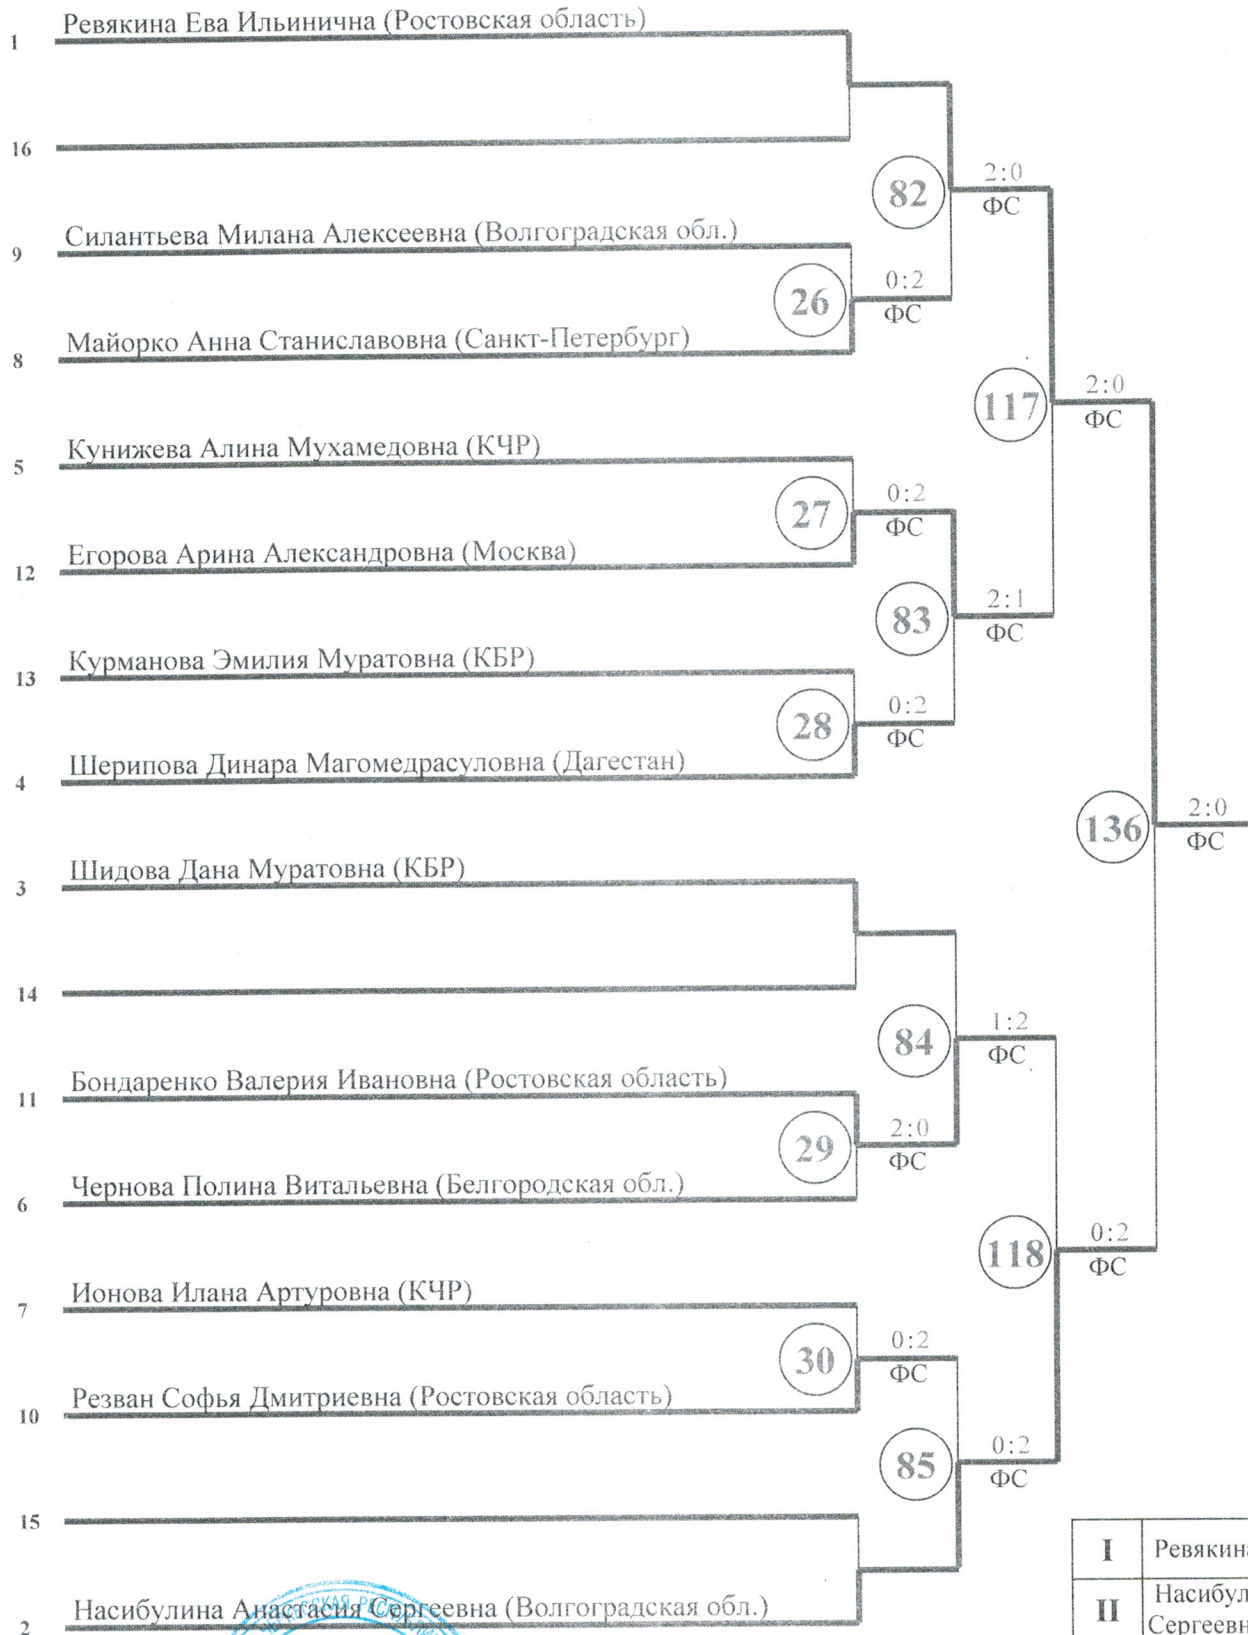 1 Ревякина Ева Ильинична (Ростовская область)
16
82
2:0
ФС
9 Силантьева Милана Алексеевна (Волгоградская обл.)
26
0:2
ФС
8 Майорко Анна Станиславовна (Санкт-Петербург)
117
2:0
ФС
5 Кунижева Алина Мухамедовна (КЧР)
27
0:2
ФС
12 Егорова Арина Александровна (Москва)
83
2:1
ФС
13 Курманова Эмилия Муратовна (КБР)
28
0:2
ФС
4 Шерипова Динара Магомедрасуловна (Дагестан)
136
2:0
ФС
3 Шидова Дана Муратовна (КБР)
14
84
1:2
ФС
11 Бондаренко Валерия Ивановна (Ростовская область)
29
2:0
ФС
6 Чернова Полина Витальевна (Белгородская обл.)
118
0:2
ФС
7 Ионова Илана Артуровна (КЧР)
30
0:2
ФС
10 Резван Софья Дмитриевна (Ростовская область)
85
0:2
ФС
15
2 Насибулина Анастасия Сергеевна (Волгоградская обл.)
I Ревякина
II Насибул
Сергеевн